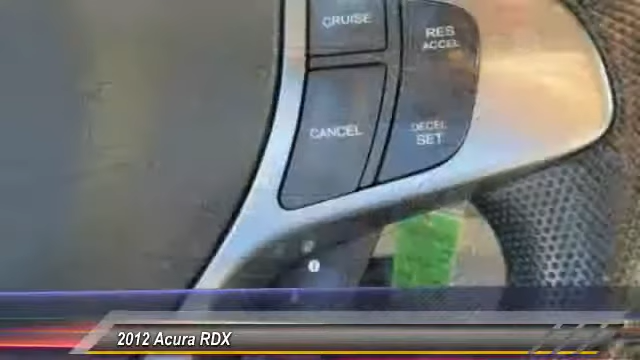 CRUISE
RES
ACCEL
CANCEL
DECEL
SET
2012 Acura RDX